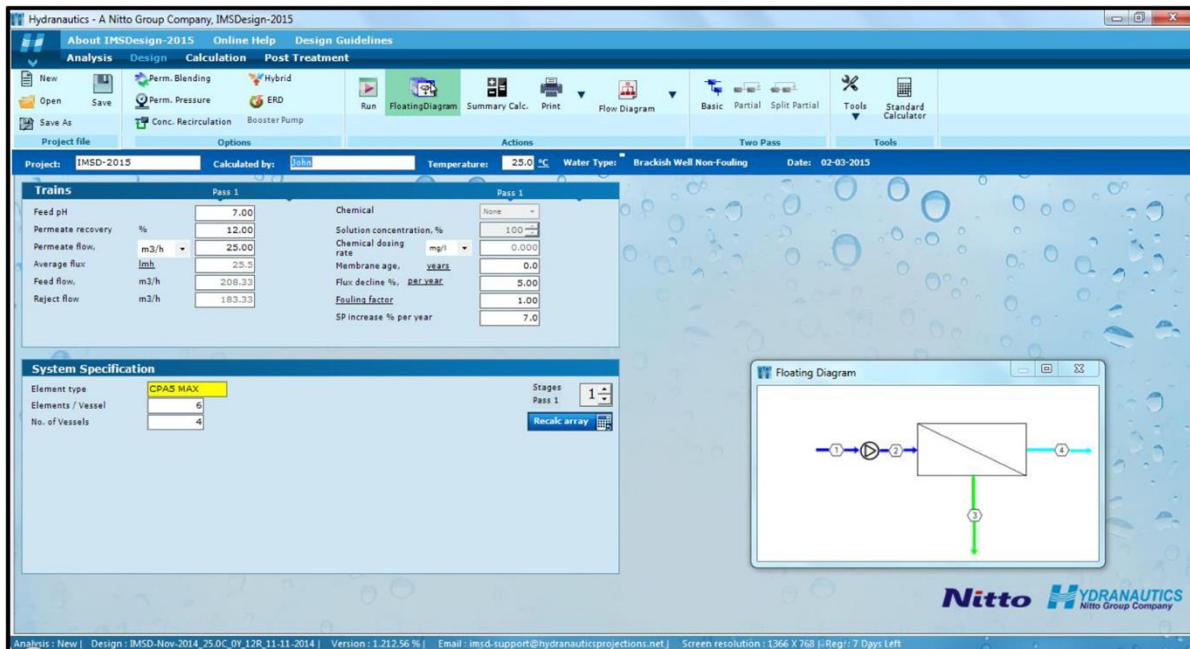 Hydranautics - A Nitto Group Company, IMSDesign-2015
About IMSDesign-2015 Online Help Design Guidelines
Analysis Design Calculation Post Treatment
New Open Save Save As
Project file
Perm. Blending Hybrid
Perm. Pressure ERD
Conc. Recirculation Booster Pump
Options
Run FloatingDiagram Summary Calc. Print Flow Diagram
Actions
Basic Partial Split Partial
Two Pass
Tools Standard Calculator
Tools
Project: IMSD-2015 Calculated by: John Temperature: 25.0 °C Water Type: Brackish Well Non-Fouling Date: 02-03-2015
Trains Pass 1 Pass 1
Feed pH 7.00
Permeate recovery % 12.00
Permeate flow, m3/h 25.00
Average flux lmh 25.5
Feed flow, m3/h 208.33
Reject flow m3/h 183.33
Chemical None
Solution concentration, % 100
Chemical dosing rate mg/l 0.000
Membrane age, years 0.0
Flux decline %, per year 5.00
Fouling factor 1.00
SP increase % per year 7.0
System Specification
Element type CPA5 MAX
Elements / Vessel 6
No. of Vessels 4
Stages
Pass 1 1
Recalc array
Floating Diagram
1 2 4
3
Nitto HYDRANAUTICS
Nitto Group Company
Analysis : New | Design : IMSD-Nov-2014_25.0C_0Y_12R_11-11-2014 | Version : 1.212.56 % | Email : imsd-support@hydranauticsprojections.net | Screen resolution : 1366 X 768 | Regr: 7 Days Left